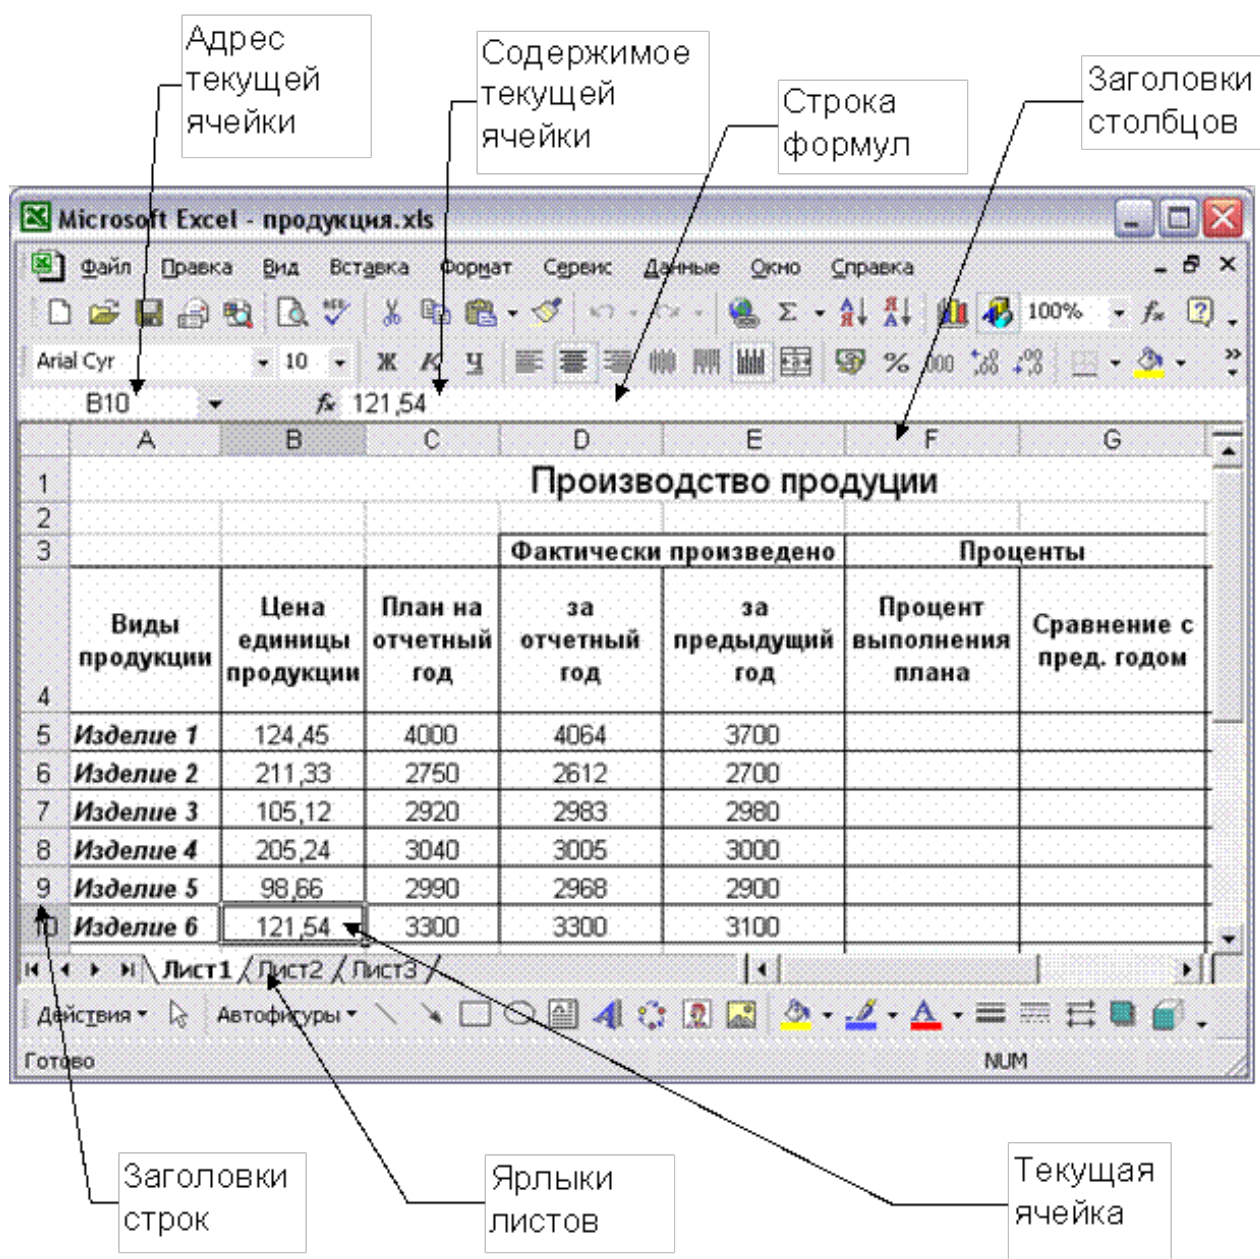 Адрес
текущей
ячейки
Содержимое
текущей
ячейки
Строка
формул
Заголовки
столбцов
Microsoft Excel - продукция.xls
Файл Правка Вид Вставка Формат Сервис Данные Окно Справка
100%
Arial Cyr 10 Ж К Ч % 000
B10 fx 121,54
A B C D E F G
1 Производство продуции
2
3 Фактически произведено Проценты
4 Виды продукции Цена единицы продукции План на отчетный год за отчетный год за предыдущий год Процент выполнения плана Сравнение с пред. годом
5 Изделие 1 124,45 4000 4064 3700
6 Изделие 2 211,33 2750 2612 2700
7 Изделие 3 105,12 2920 2983 2980
8 Изделие 4 205,24 3040 3005 3000
9 Изделие 5 98,66 2990 2968 2900
10 Изделие 6 121,54 3300 3300 3100
Лист1 Лист2 Лист3
Действия Автофигуры
Готово NUM
Заголовки
строк
Ярлыки
листов
Текущая
ячейка